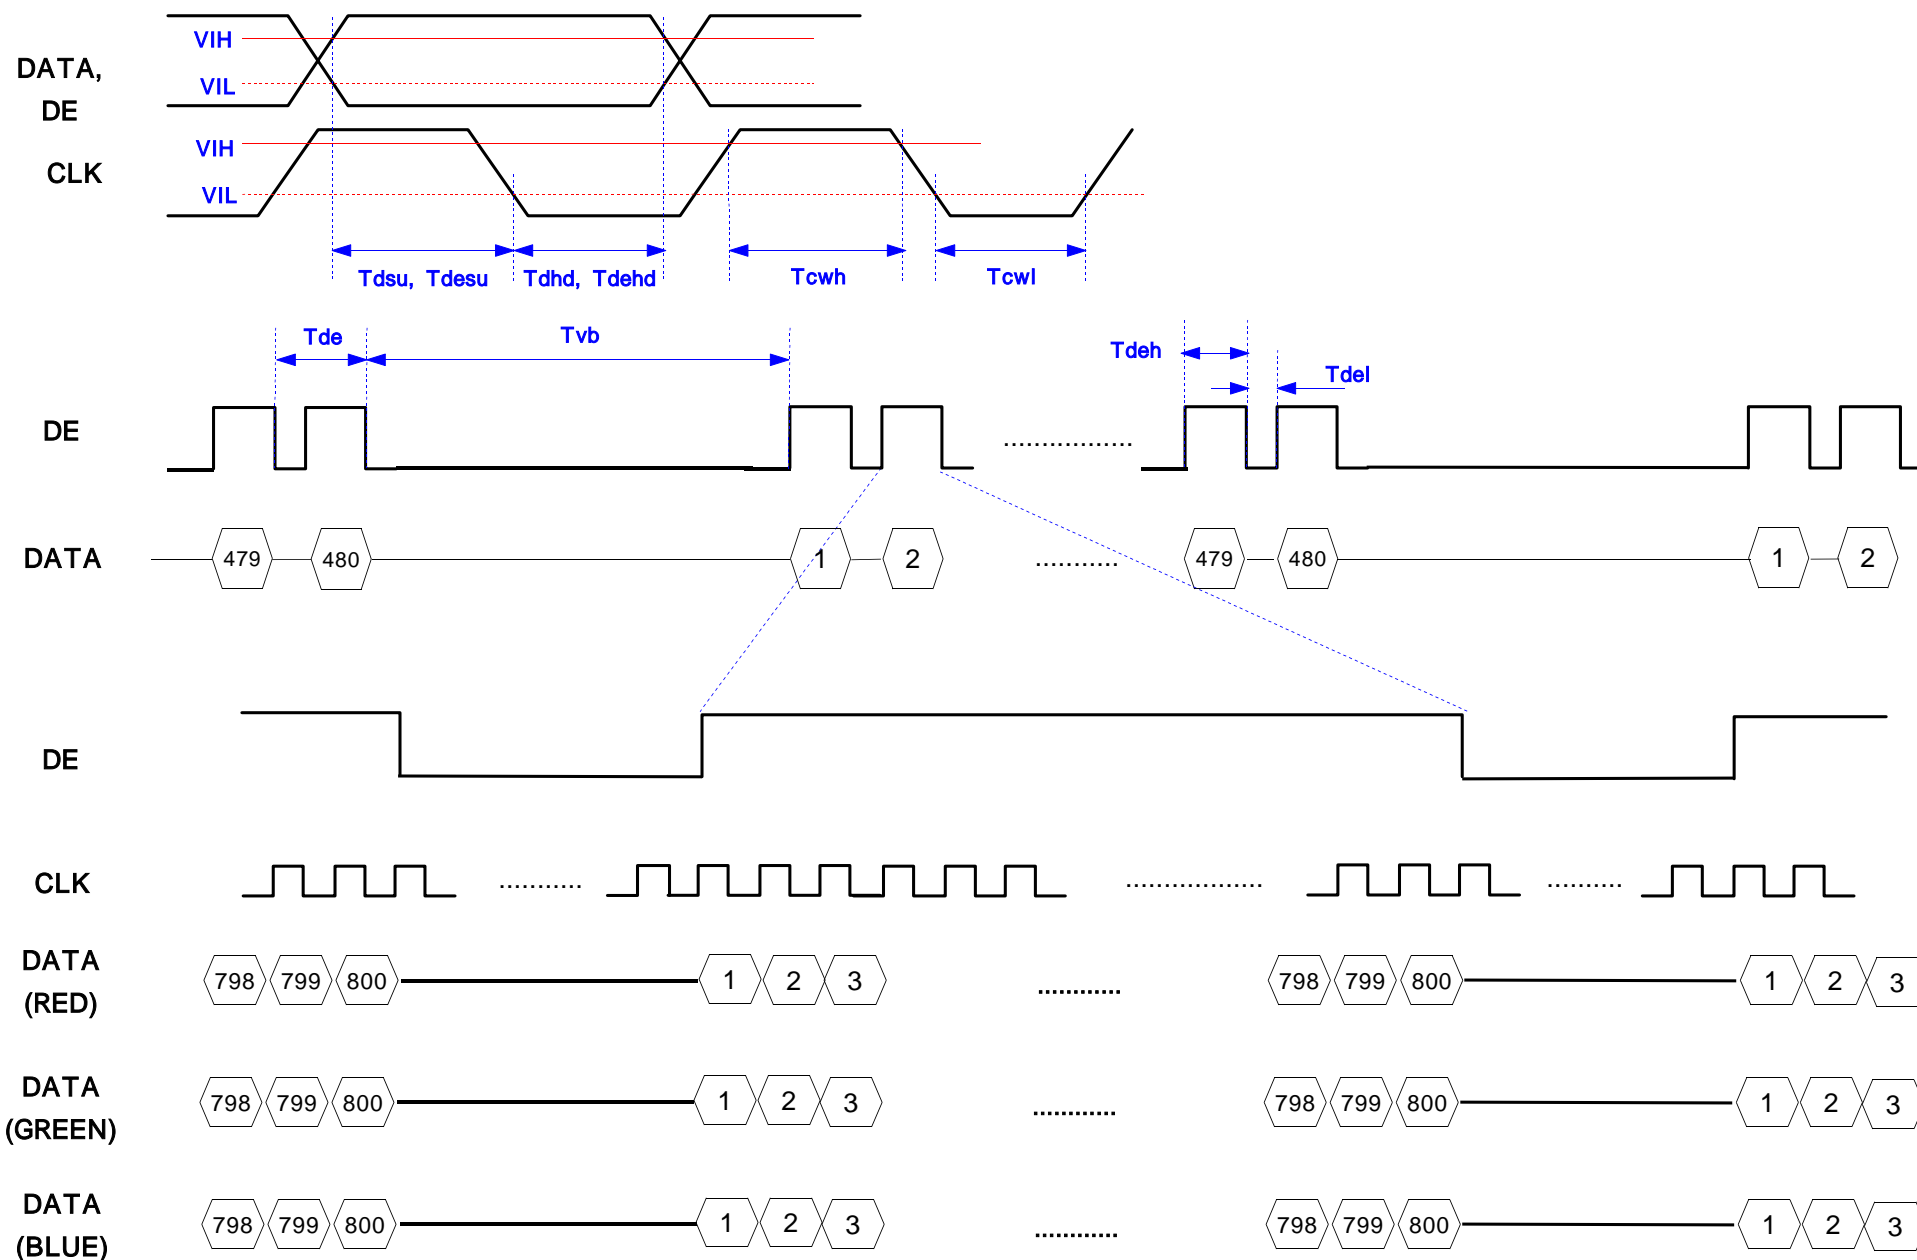 VIH
DATA,
VIL
DE
VIH
CLK
VIL
Tdsu, Tdesu Tdhd, Tdehd Tcwh Tcwl
Tde Tvb Tdeh
Tdel
DE ..................
DATA 479 480 1 2 ........... 479 480 1 2
DE
CLK ........... .................. ..........
DATA
(RED) 798 799 800 1 2 3 ............ 798 799 800 1 2 3
DATA
(GREEN) 798 799 800 1 2 3 ............ 798 799 800 1 2 3
DATA
(BLUE) 798 799 800 1 2 3 ............ 798 799 800 1 2 3